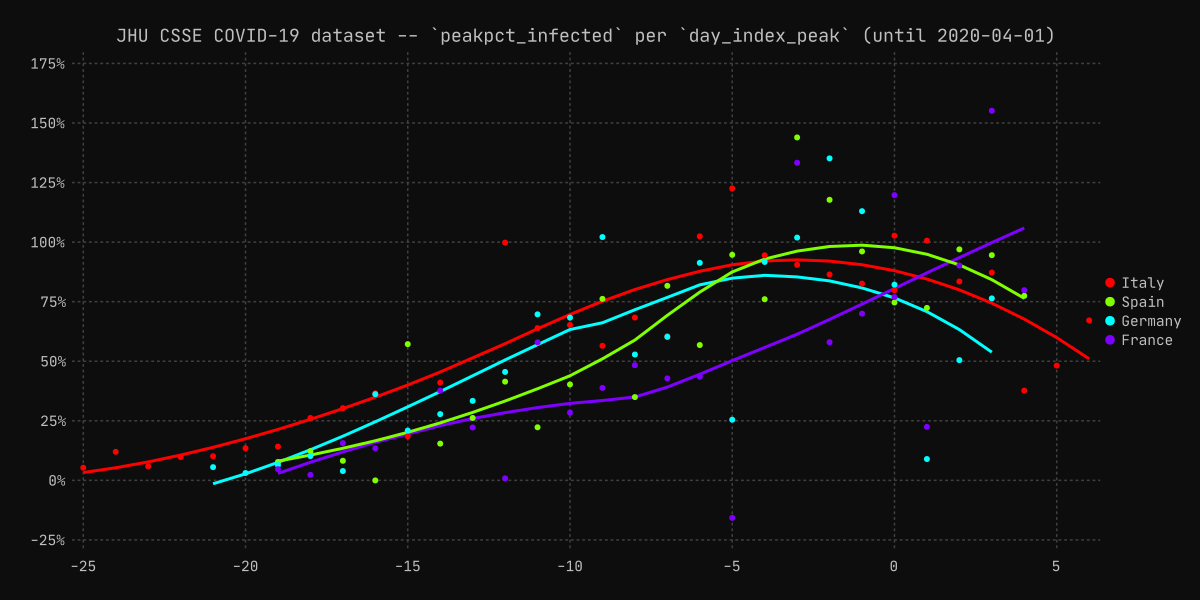 JHU CSSE COVID-19 dataset -- `peakpct_infected` per `day_index_peak` (until 2020-04-01)
175%
150%
125%
100%
75%
50%
25%
0%
−25%
−25 −20 −15 −10 −5 0 5
Italy
Spain
Germany
France